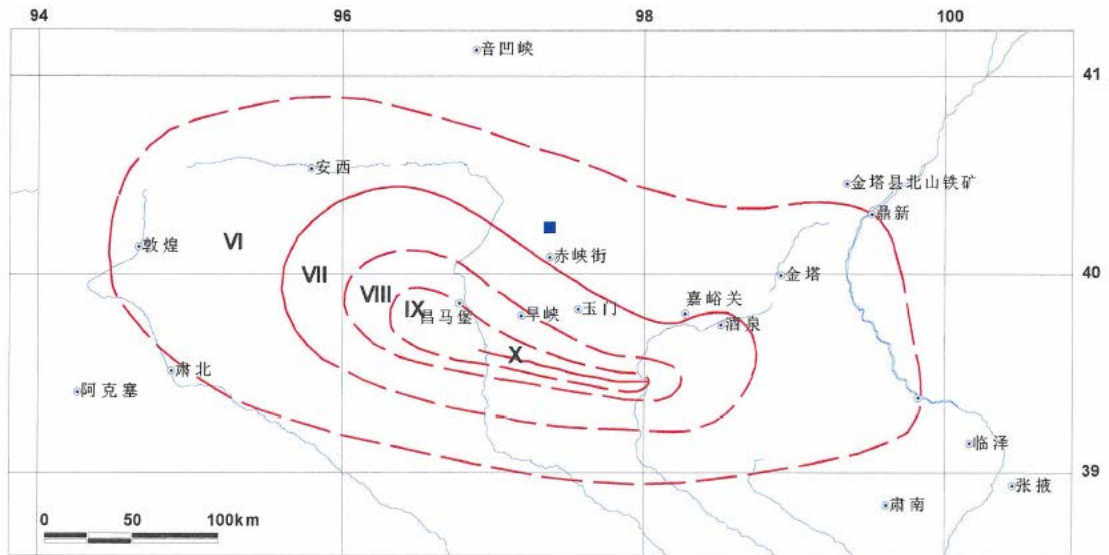 94 96 98 100
音凹峡
41
安西
金塔县北山铁矿
鼎新
VI
敦煌
赤峡街
VII
金塔
40
VIII
嘉峪关
IX
昌马堡
旱峡
玉门
酒泉
X
肃北
阿克塞
临泽
39
张掖
肃南
0 50 100km